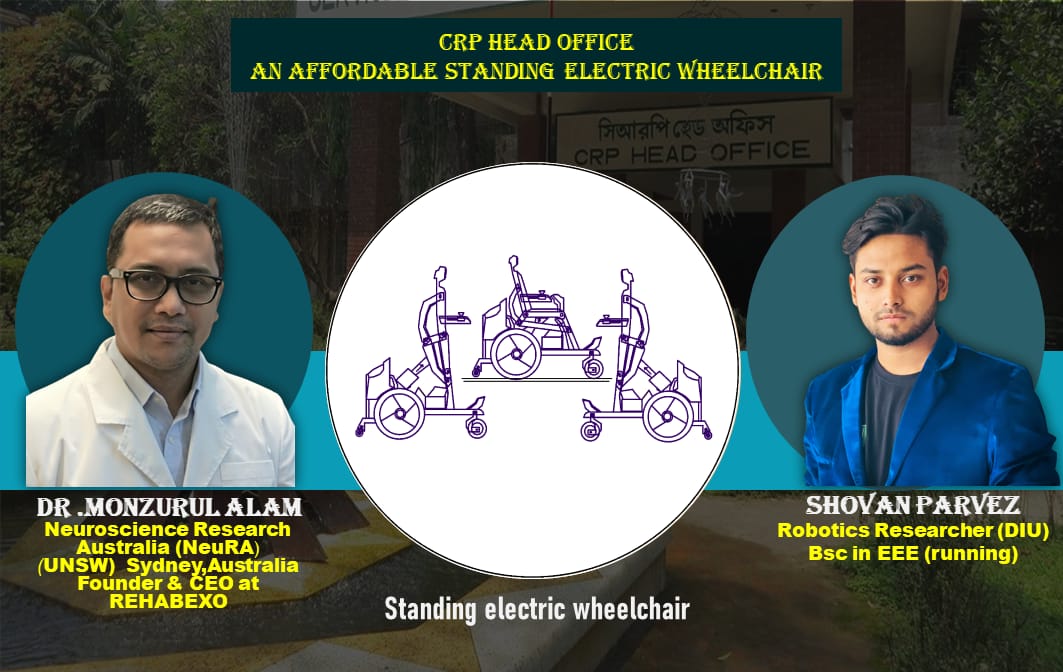 CRP HEAD OFFICE
AN AFFORDABLE STANDING ELECTRIC WHEELCHAIR
সিআরপি হেড অফিস
CRP HEAD OFFICE
DR .MONZURUL ALAM
Neuroscience Research
Australia (NeuRA)
(UNSW) Sydney,Australia
Founder & CEO at
REHABEXO
SHOVAN PARVEZ
Robotics Researcher (DIU)
Bsc in EEE (running)
Standing electric wheelchair